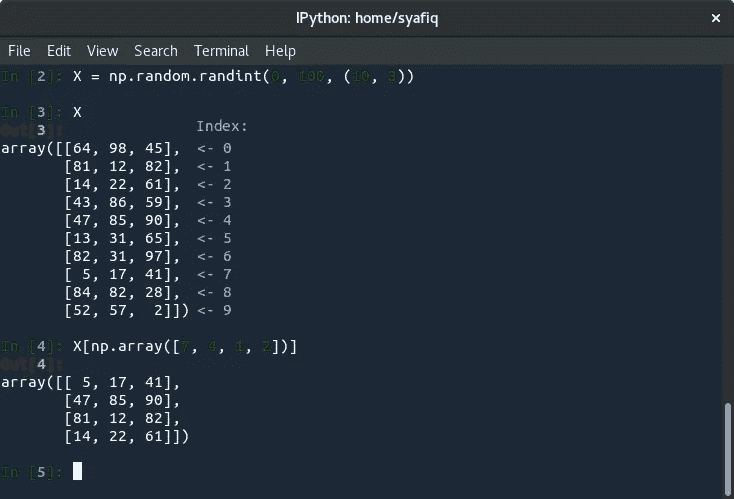 IPython: home/syafiq
File Edit View Search Terminal Help
In [2]: X = np.random.randint(0, 100, (10, 3))
In [3]: X
Out[3]:
Index:
array([[64, 98, 45], <- 0
[81, 12, 82], <- 1
[14, 22, 61], <- 2
[43, 86, 59], <- 3
[47, 85, 90], <- 4
[13, 31, 65], <- 5
[82, 31, 97], <- 6
[ 5, 17, 41], <- 7
[84, 82, 28], <- 8
[52, 57,  2]]) <- 9
In [4]: X[np.array([7, 4, 1, 2])]
Out[4]:
array([[ 5, 17, 41],
[47, 85, 90],
[81, 12, 82],
[14, 22, 61]])
In [5]: